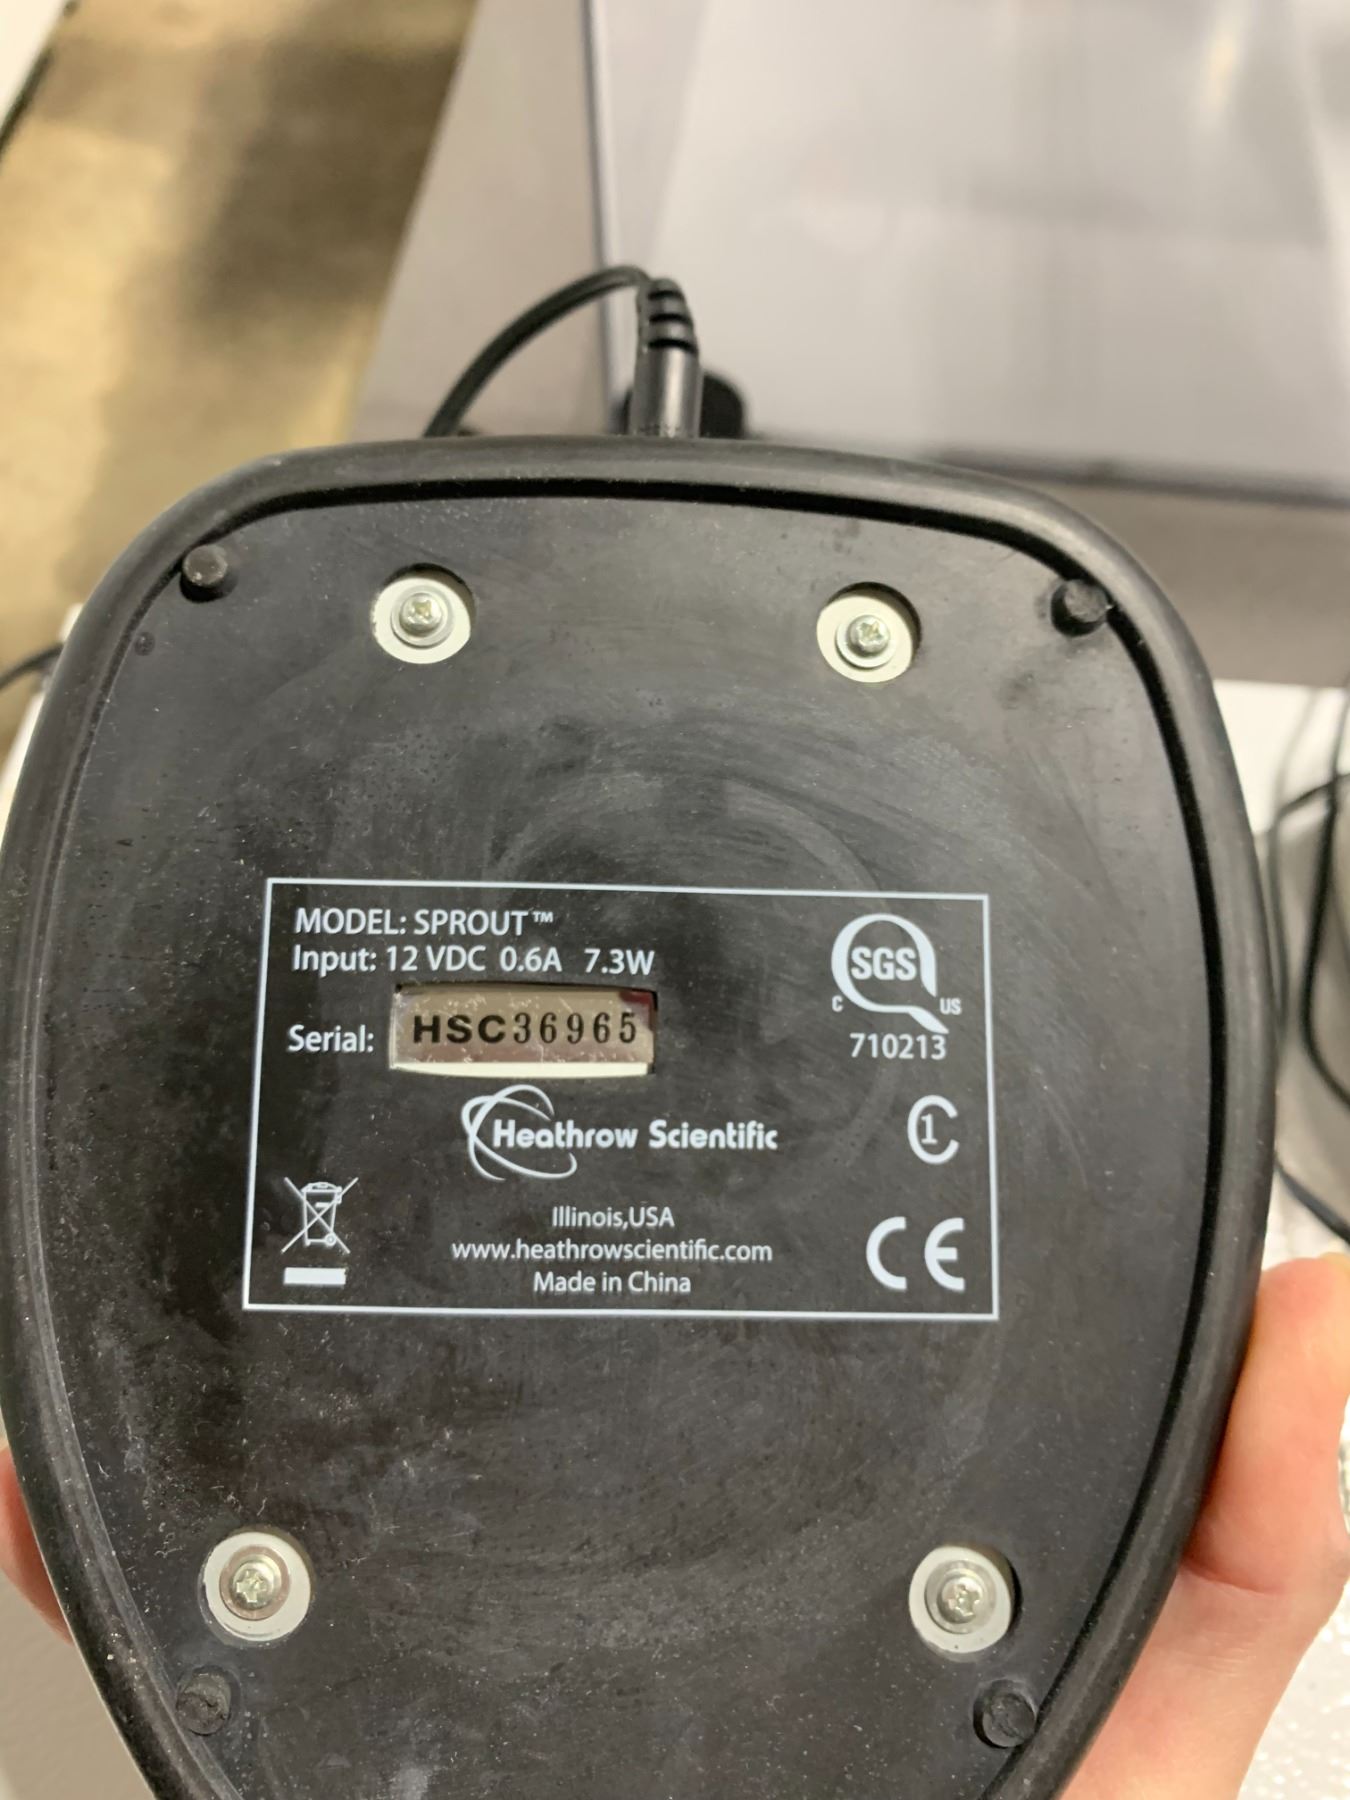 MODEL: SPROUT™
Input: 12 VDC 0.6A 7.3W
Serial: HSC36965
SGS
C US
710213
Heathrow Scientific
C1
Illinois,USA
www.heathrowscientific.com
Made in China
CE